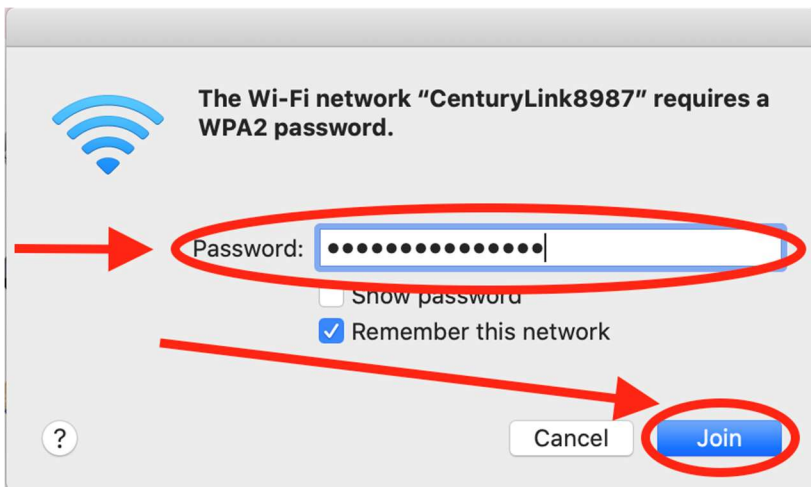 The Wi-Fi network “CenturyLink8987” requires a
WPA2 password.
Password: •••••••••••••••
Show password
Remember this network
? Cancel Join